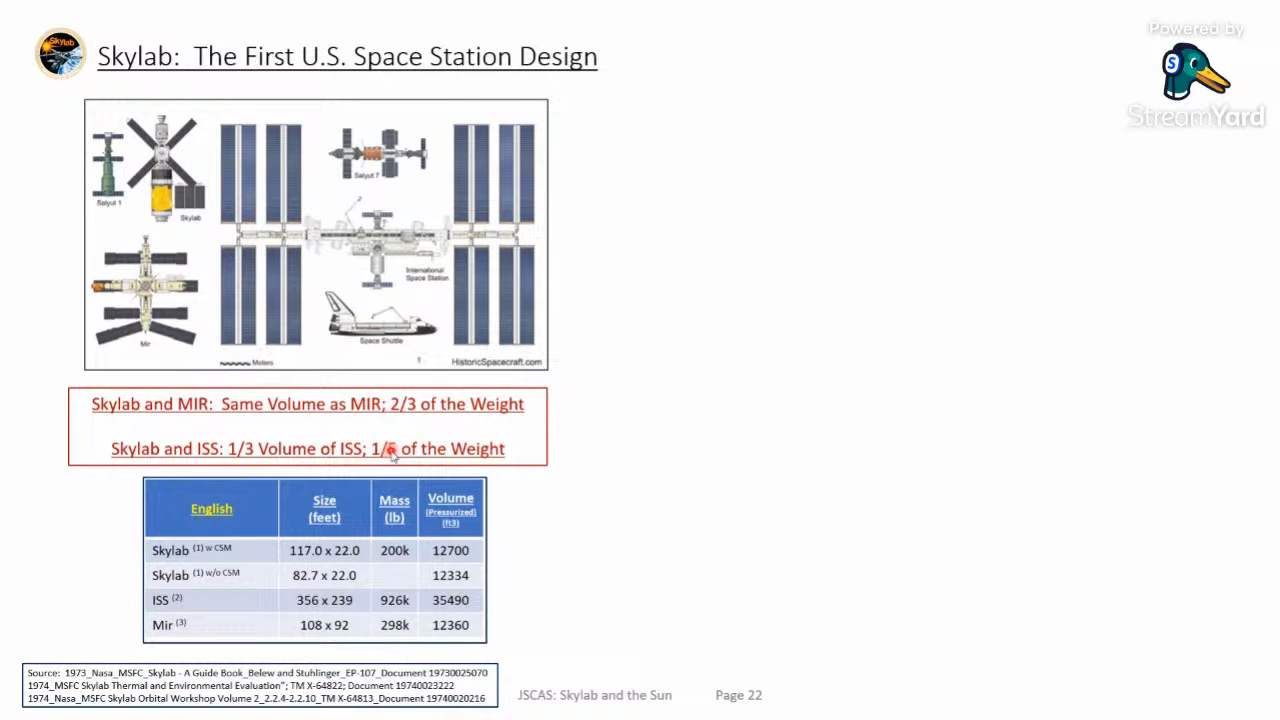 Skylab
Skylab: The First U.S. Space Station Design
Powered by
S
StreamYard
Salyut 1
Skylab
Salyut 7
Mir
International
Space Station
Space Shuttle
Meters
HistoricSpacecraft.com
Skylab and MIR: Same Volume as MIR; 2/3 of the Weight
Skylab and ISS: 1/3 Volume of ISS; of the Weight
English Size (feet) Mass (lb) Volume [Pressurized] (ft3)
Skylab (1) w CSM 117.0 x 22.0 200k 12700
Skylab (1) w/o CSM 82.7 x 22.0 12334
ISS (2) 356 x 239 926k 35490
Mir (3) 108 x 92 298k 12360
Source: 1973_Nasa_MSFC_Skylab - A Guide Book_Belew and Stuhlinger_EP-107_Document 19730025070
1974_MSFC Skylab Thermal and Environmental Evaluation"; TM X-64822; Document 19740023222
1974_Nasa_MSFC Skylab Orbital Workshop Volume 2_2.2.4-2.2.10_TM X-64813_Document 19740020216
JSCAS: Skylab and the Sun Page 22